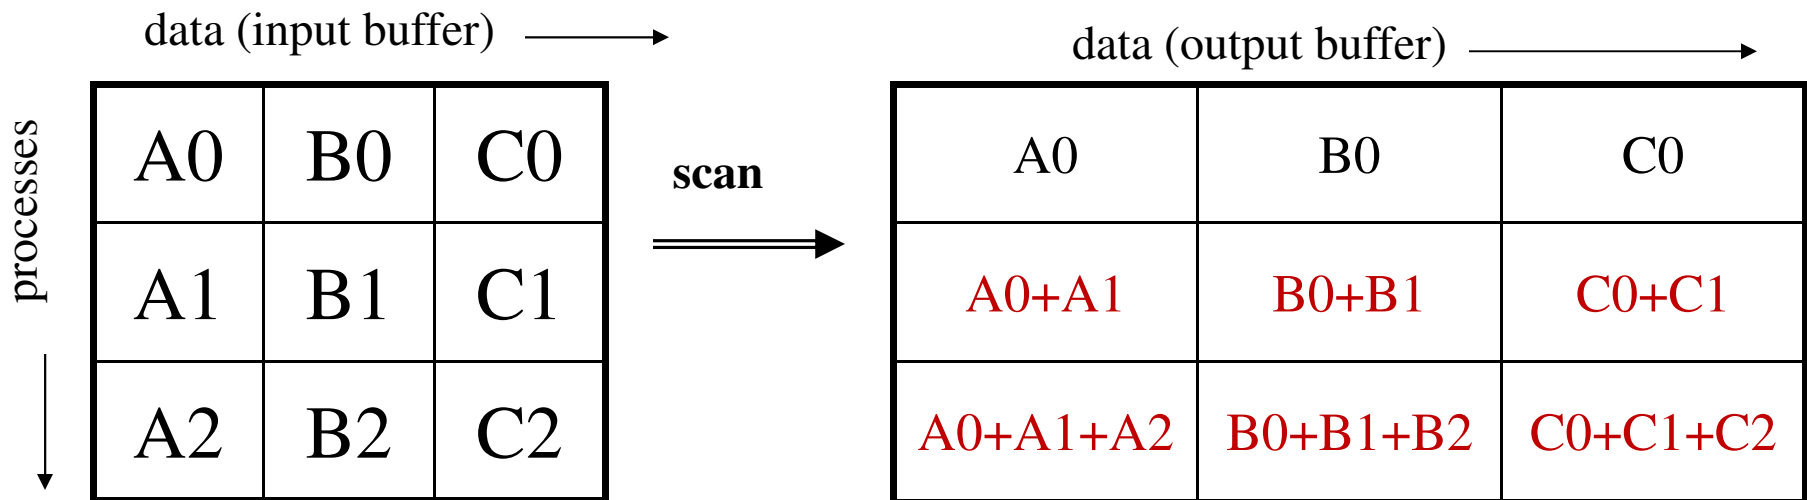 data (input buffer)
data (output buffer)
processes
A0 B0 C0
A1 B1 C1
A2 B2 C2
scan
A0 B0 C0
A0+A1 B0+B1 C0+C1
A0+A1+A2 B0+B1+B2 C0+C1+C2